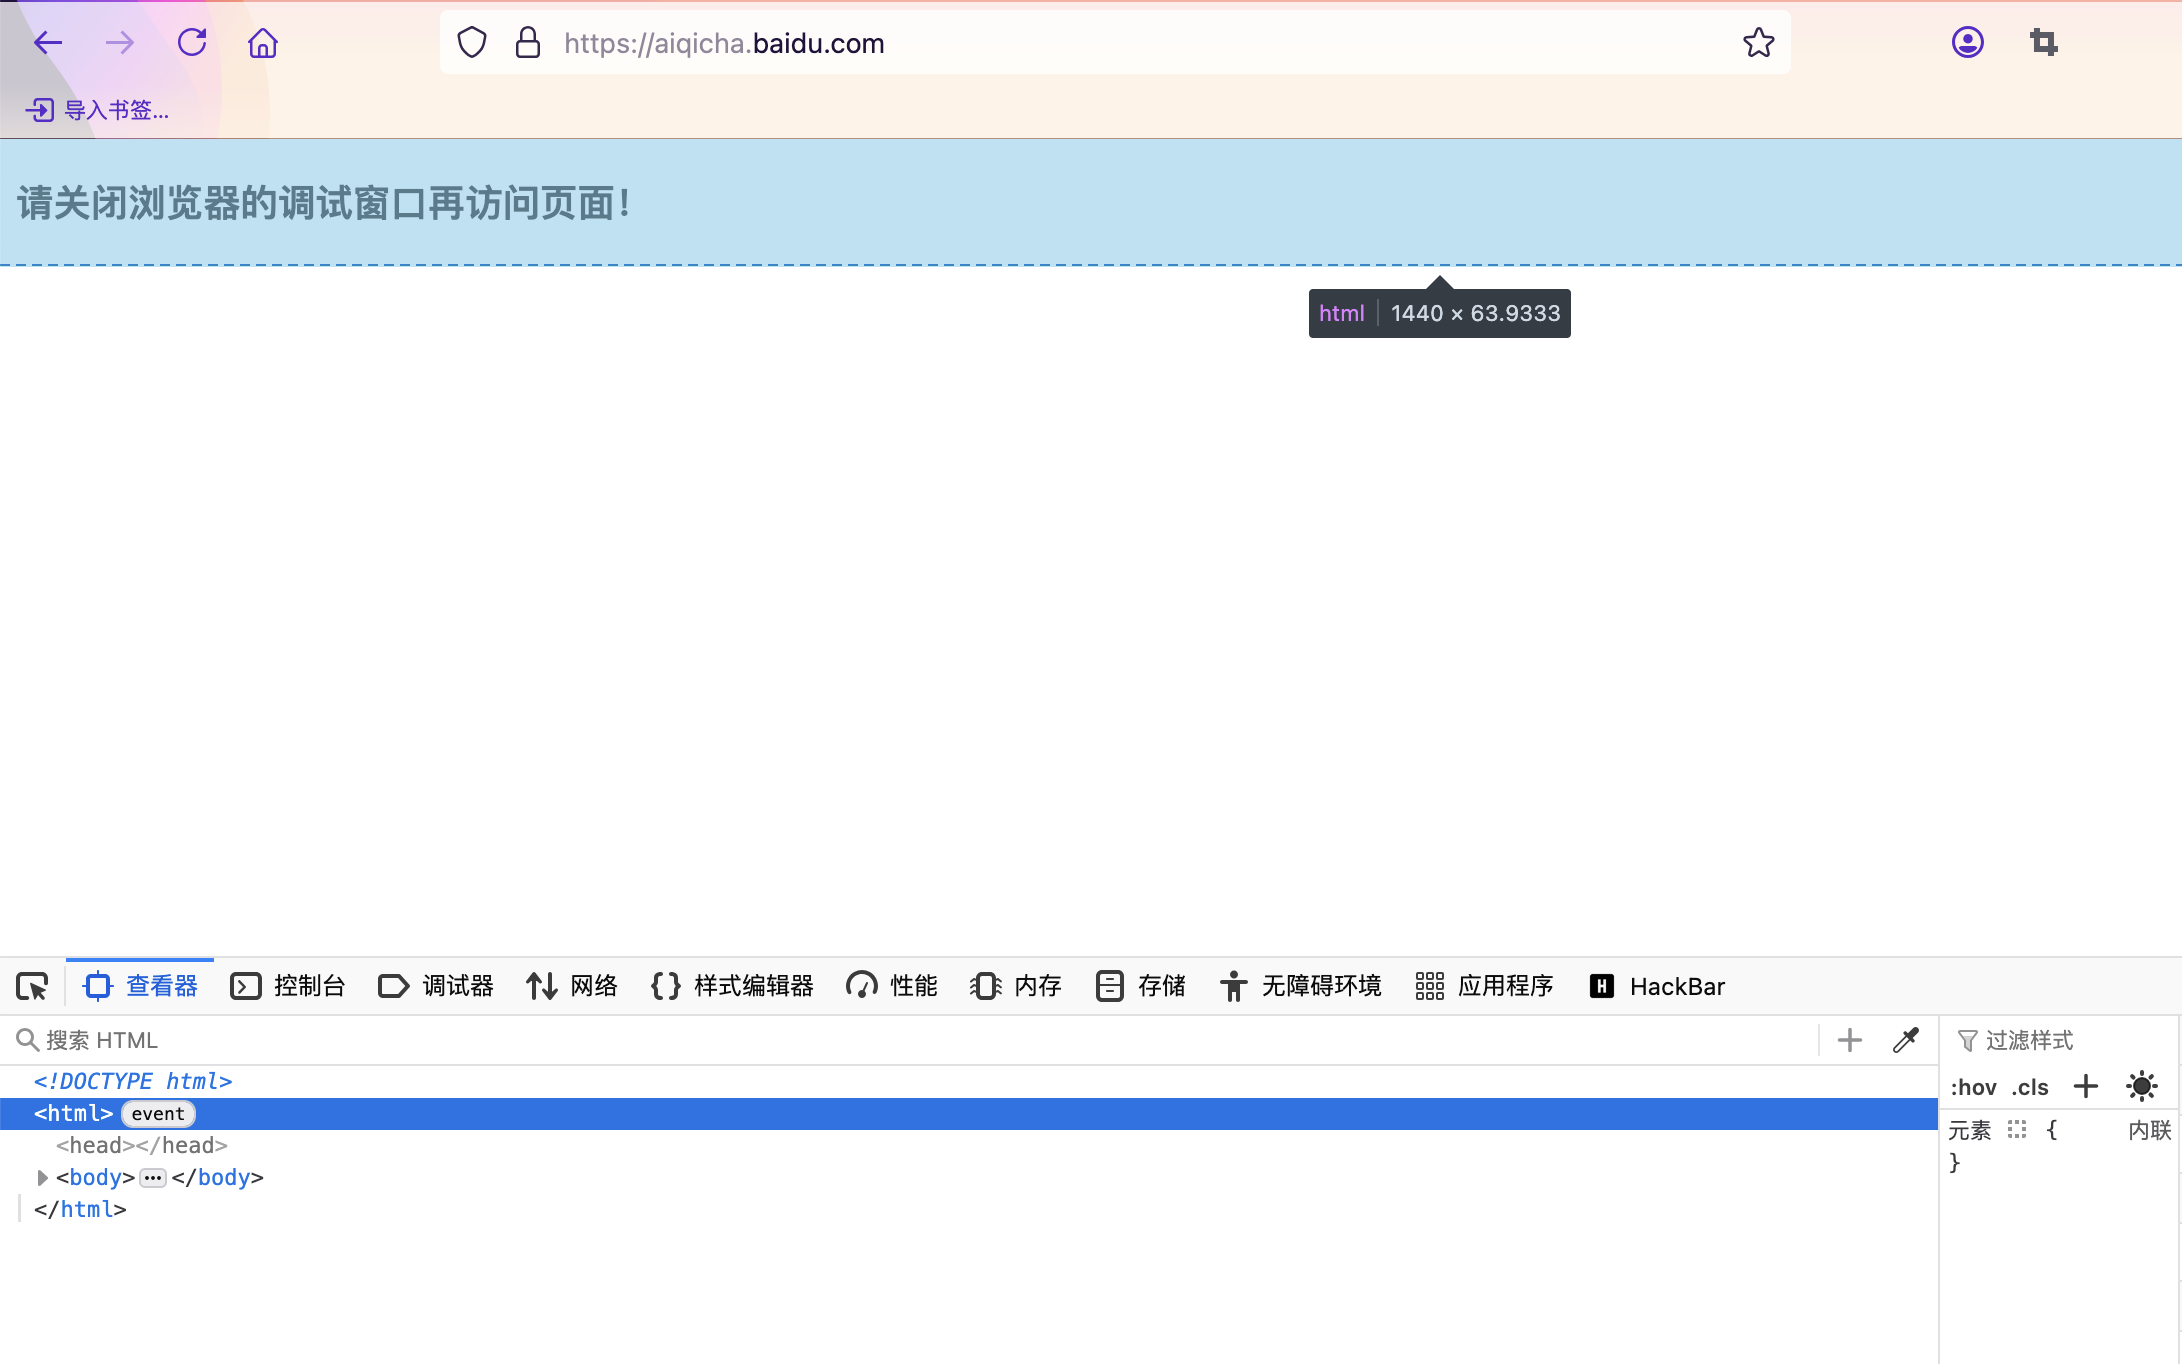 https://aiqicha.baidu.com
导入书签...
请关闭浏览器的调试窗口再访问页面!
html 1440 × 63.9333
查看器 控制台 调试器 网络 样式编辑器 性能 内存 存储 无障碍环境 应用程序 H HackBar
搜索 HTML
过滤样式
<!DOCTYPE html>
:hov .cls
<html> event
<head></head>
元素 { 内联
<body> ··· </body>
}
</html>